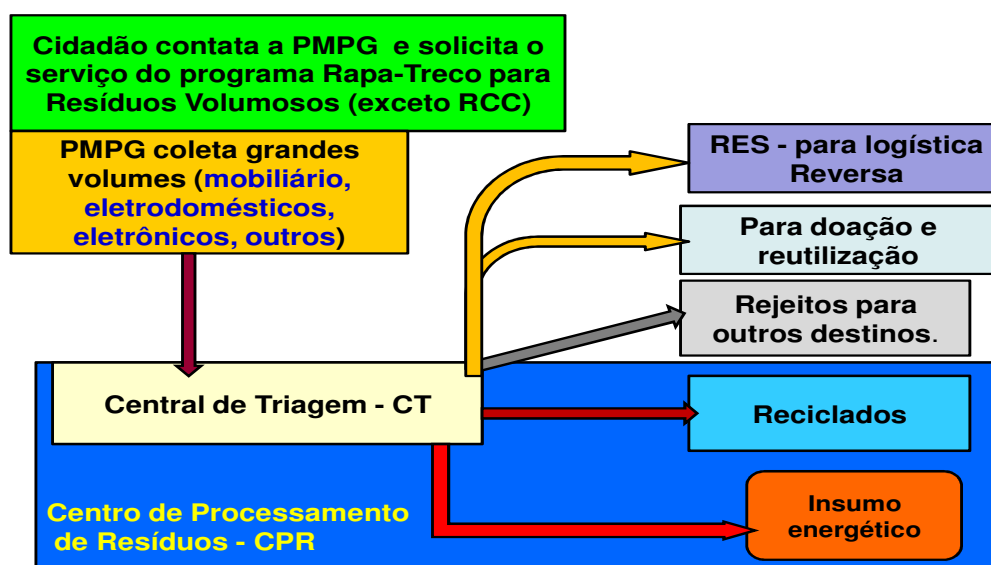 Cidadão contata a PMPG e solicita o
serviço do programa Rapa-Treco para
Resíduos Volumosos (exceto RCC)
PMPG coleta grandes
volumes (mobiliário,
eletrodomésticos,
eletrônicos, outros)
RES - para logística
Reversa
Para doação e
reutilização
Rejeitos para
outros destinos.
Central de Triagem - CT
Reciclados
Centro de Processamento
de Resíduos - CPR
Insumo
energético